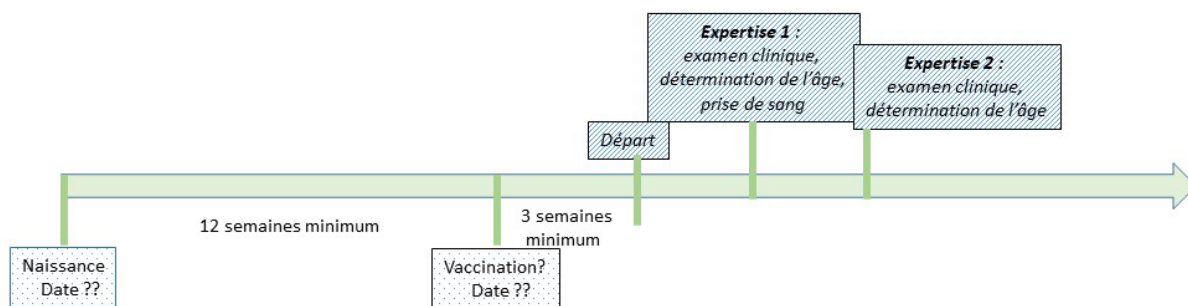 Expertise 1 :
examen clinique,
détermination de l'âge,
prise de sang
Expertise 2 :
examen clinique,
détermination de l'âge
Départ
12 semaines minimum
3 semaines
minimum
Naissance
Date ??
Vaccination?
Date ??